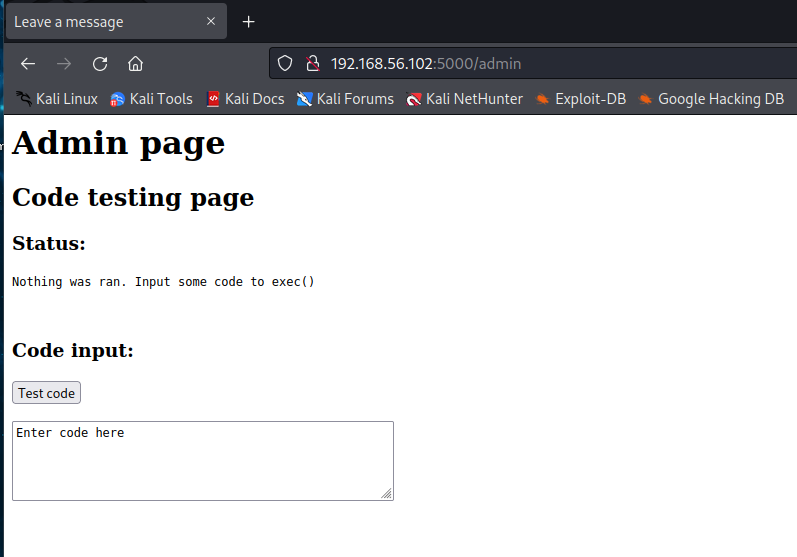 Leave a message
192.168.56.102:5000/admin
Kali Linux Kali Tools Kali Docs Kali Forums Kali NetHunter Exploit-DB Google Hacking DB
Admin page
Code testing page
Status:
Nothing was ran. Input some code to exec()
Code input:
Test code
Enter code here